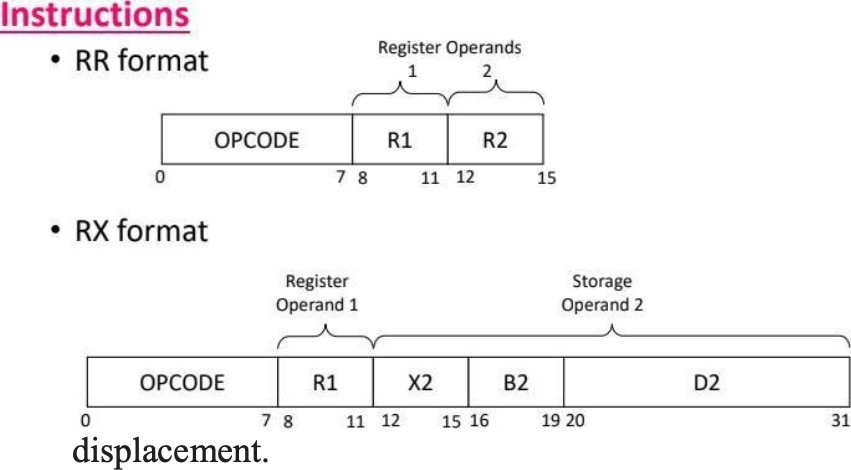 Instructions
• RR format
Register Operands
1 2
OPCODE R1 R2
0 7 8 11 12 15
• RX format
Register Storage
Operand 1 Operand 2
OPCODE R1 X2 B2 D2
0 7 8 11 12 15 16 19 20 31
displacement.